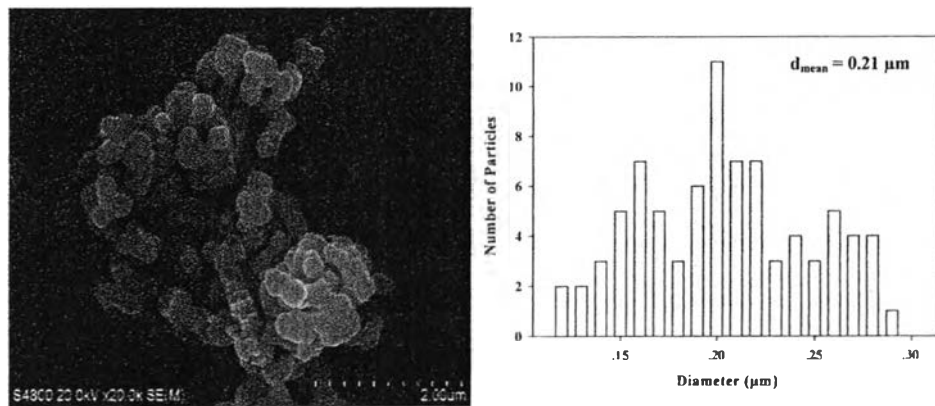 S4800 20.0kV x20.0k SE(M)
2.00um
12
10
8
6
4
2
0
Number of Particles
d_mean = 0.21 µm
.15
.20
.25
.30
Diameter (µm)